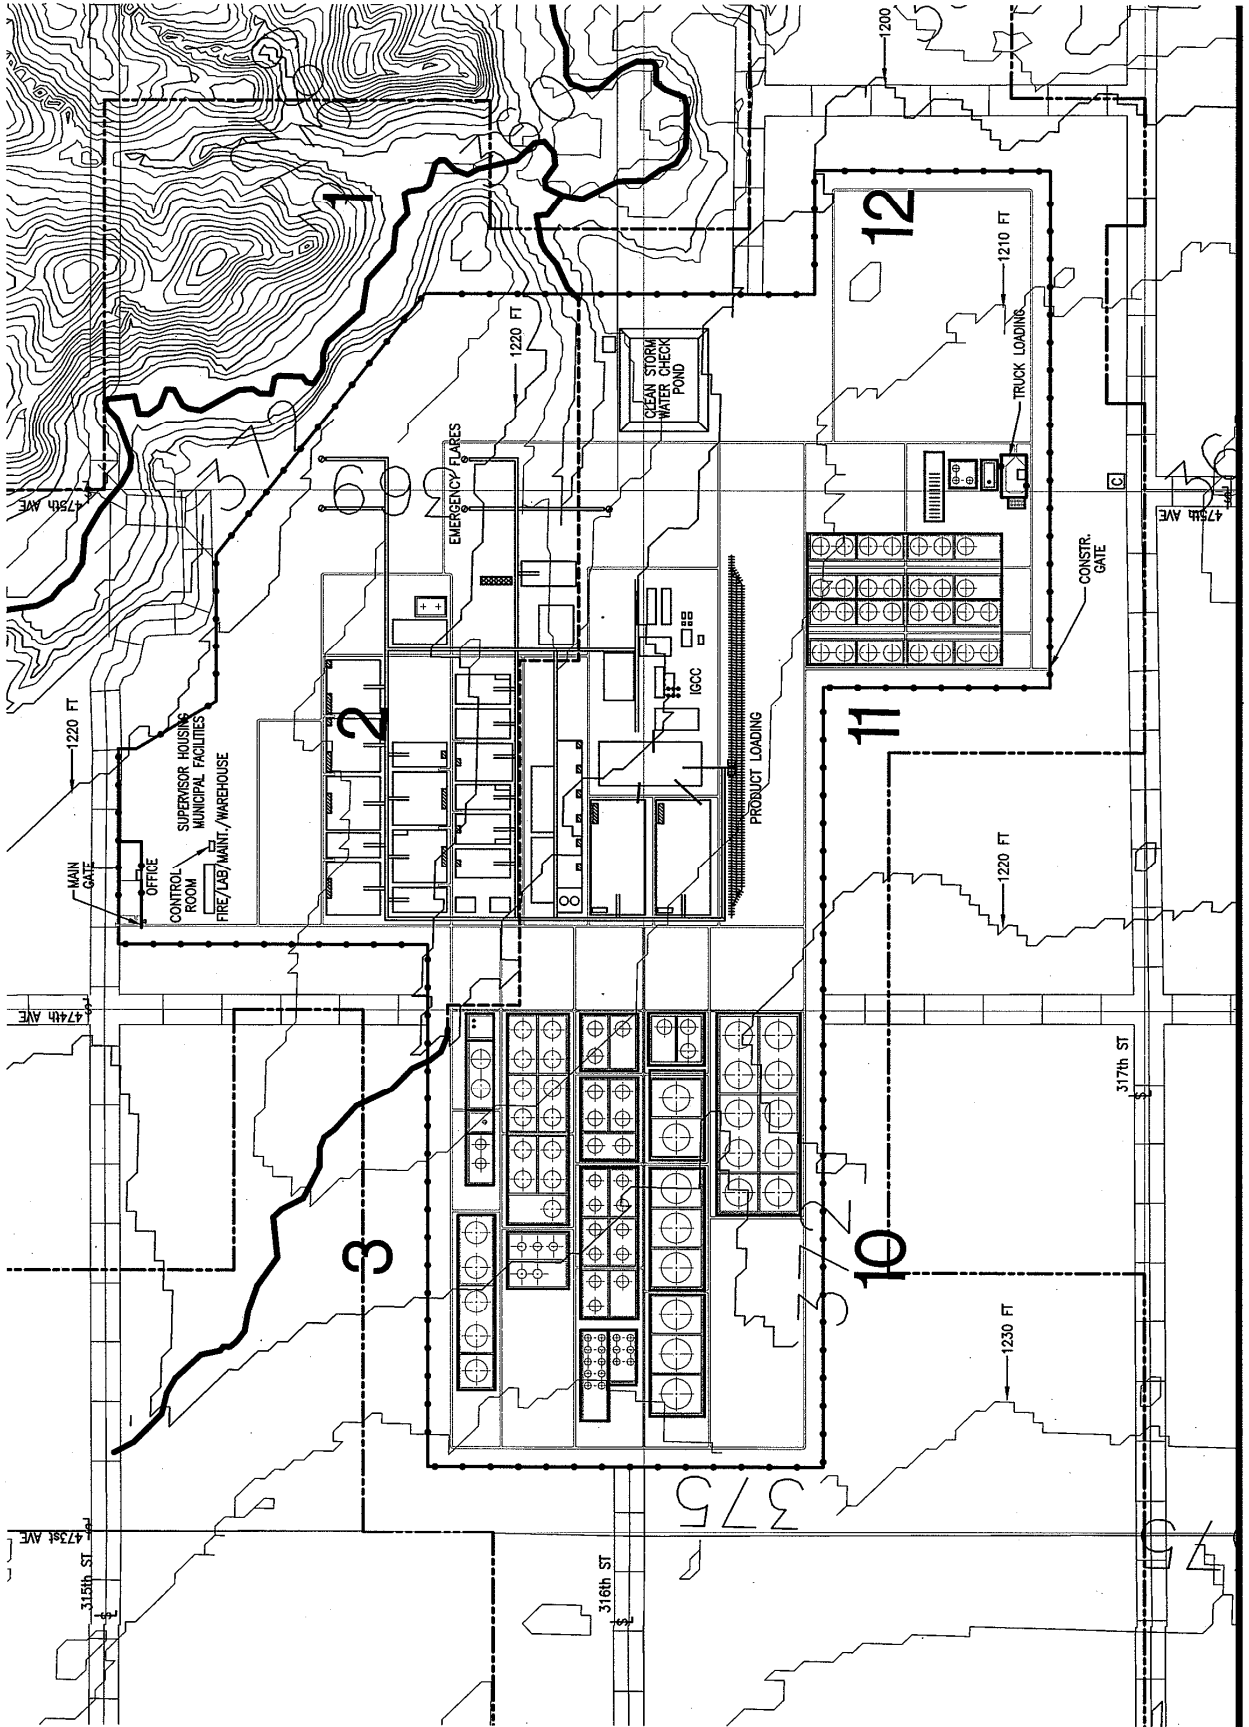 475th AVE
1
1220 FT
EMERGENCY FLARES
CLEAN STORM
WATER CHECK
POND
1200
12
1210 FT
TRUCK LOADING
C
475th AVE
CONSTR.
GATE
1220 FT
MAIN
GATE
OFFICE
CONTROL
ROOM
SUPERVISOR HOUSING
MUNICIPAL FACILITIES
FIRE/LAB/MAINT./WAREHOUSE
2
IGCC
PRODUCT LOADING
11
1220 FT
474th AVE
3
10
317th ST
1230 FT
375
473st AVE
315th ST
316th ST